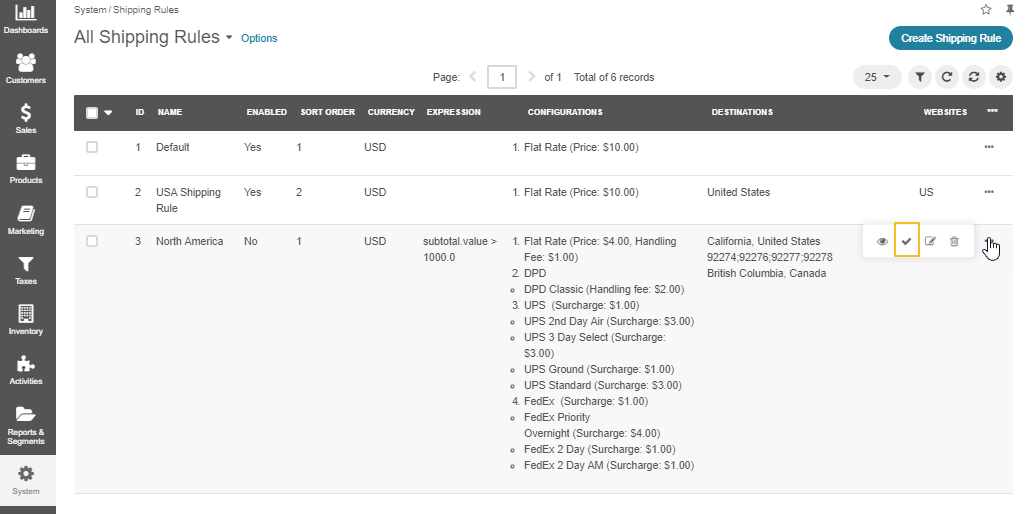 System / Shipping Rules
All Shipping Rules
Options
Create Shipping Rule
Page: 1 of 1 Total of 6 records
25
Dashboards
Customers
Sales
Products
Marketing
Taxes
Inventory
Activities
Reports &
Segments
System
ID NAME ENABLED SORT ORDER CURRENCY EXPRESSION CONFIGURATIONS DESTINATIONS WEBSITES
1 Default Yes 1 USD 1. Flat Rate (Price: $10.00)
2 USA Shipping Yes 2 USD 1. Flat Rate (Price: $10.00) United States US
Rule
3 North America No 1 USD subtotal.value > 1. Flat Rate (Price: $4.00, Handling California, United States
1000.0 Fee: $1.00) 92274;92276;92277;92278
2. DPD British Columbia, Canada
DPD Classic (Handling fee: $2.00)
3. UPS (Surcharge: $1.00)
UPS 2nd Day Air (Surcharge: $3.00)
UPS 3 Day Select (Surcharge:
$3.00)
UPS Ground (Surcharge: $1.00)
UPS Standard (Surcharge: $3.00)
4. FedEx (Surcharge: $1.00)
FedEx Priority
Overnight (Surcharge: $4.00)
FedEx 2 Day (Surcharge: $1.00)
FedEx 2 Day AM (Surcharge: $1.00)